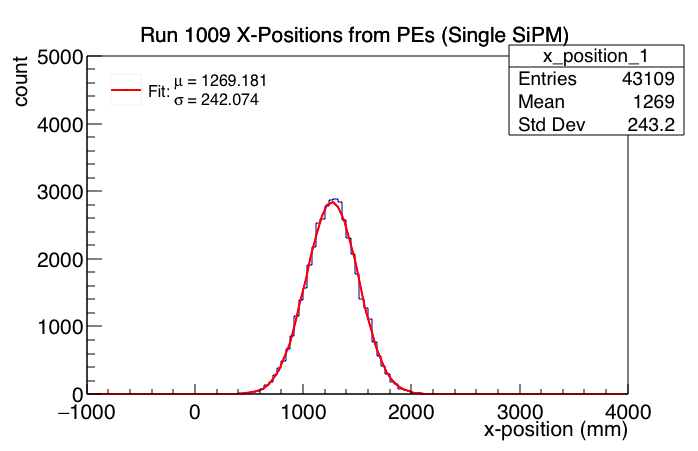 Run 1009 X-Positions from PEs (Single SiPM)
x_position_1
Entries 43109
Mean 1269
Std Dev 243.2
Fit: μ = 1269.181
σ = 242.074
count
5000
4000
3000
2000
1000
0
−1000 0 1000 2000 3000 4000
x-position (mm)